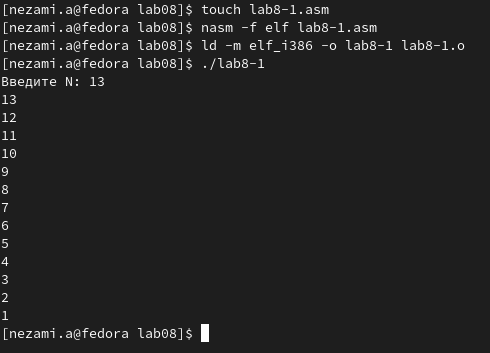 [nezami.a@fedora lab08]$ touch lab8-1.asm
[nezami.a@fedora lab08]$ nasm -f elf lab8-1.asm
[nezami.a@fedora lab08]$ ld -m elf_i386 -o lab8-1 lab8-1.o
[nezami.a@fedora lab08]$ ./lab8-1
Введите N: 13
13
12
11
10
9
8
7
6
5
4
3
2
1
[nezami.a@fedora lab08]$